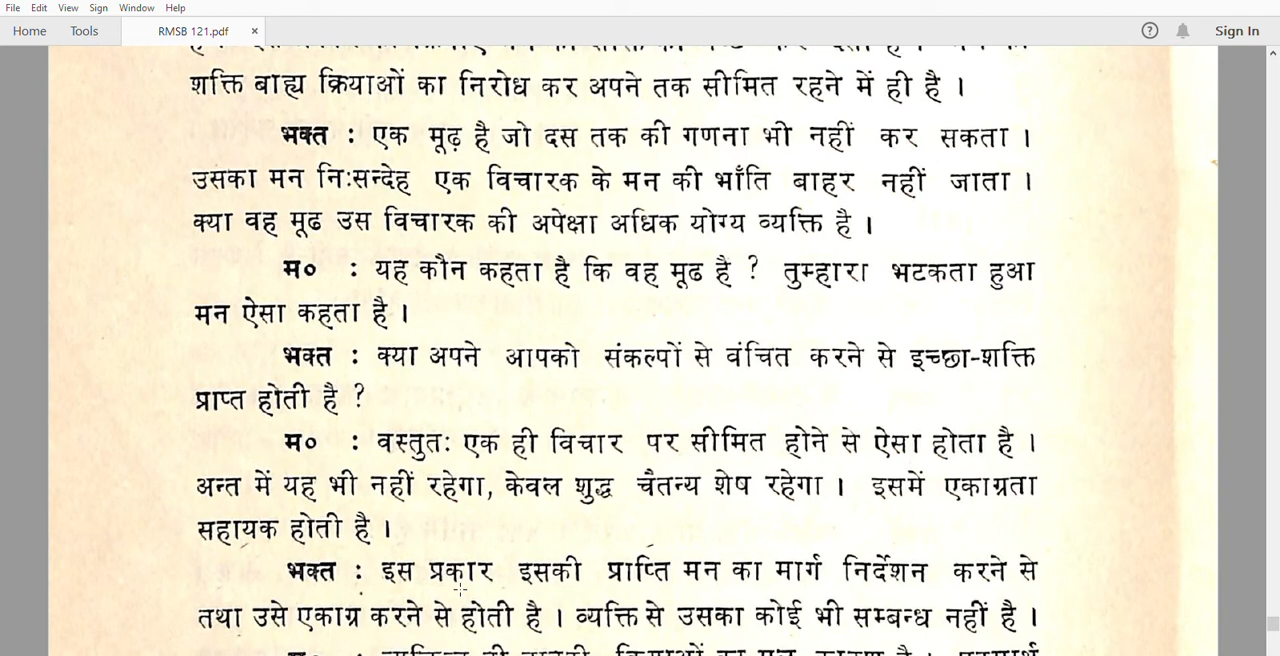 File Edit View Sign Window Help
Home Tools RMSB 121.pdf × ? Sign In
शक्ति बाह्य क्रियाओं का निरोध कर अपने तक सीमित रहने में ही है ।
भक्त : एक मूढ़ है जो दस तक की गणना भी नहीं कर सकता ।
उसका मन निःसन्देह एक विचारक के मन की भाँति बाहर नहीं जाता ।
क्या वह मूढ उस विचारक की अपेक्षा अधिक योग्य व्यक्ति है ।
म० : यह कौन कहता है कि वह मूढ है ? तुम्हारा भटकता हुआ
मन ऐसा कहता है ।
भक्त : क्या अपने आपको संकल्पों से वंचित करने से इच्छा-शक्ति
प्राप्त होती है ?
म० : वस्तुतः एक ही विचार पर सीमित होने से ऐसा होता है ।
अन्त में यह भी नहीं रहेगा, केवल शुद्ध चैतन्य शेष रहेगा । इसमें एकाग्रता
सहायक होती है ।
भक्त : इस प्रकार इसकी प्राप्ति मन का मार्ग निर्देशन करने से
तथा उसे एकाग्र करने से होती है । व्यक्ति से उसका कोई भी सम्बन्ध नहीं है ।